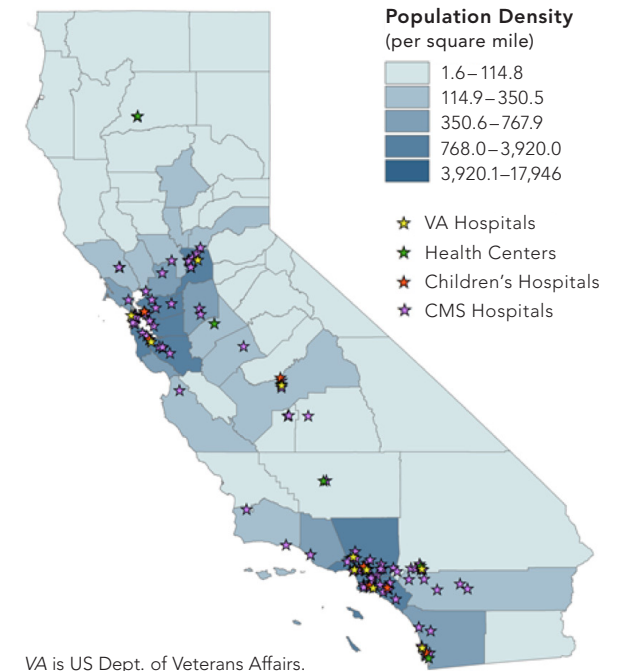 Population Density
(per square mile)
1.6–114.8
114.9–350.5
350.6–767.9
768.0–3,920.0
3,920.1–17,946
VA Hospitals
Health Centers
Children's Hospitals
CMS Hospitals
VA is US Dept. of Veterans Affairs.